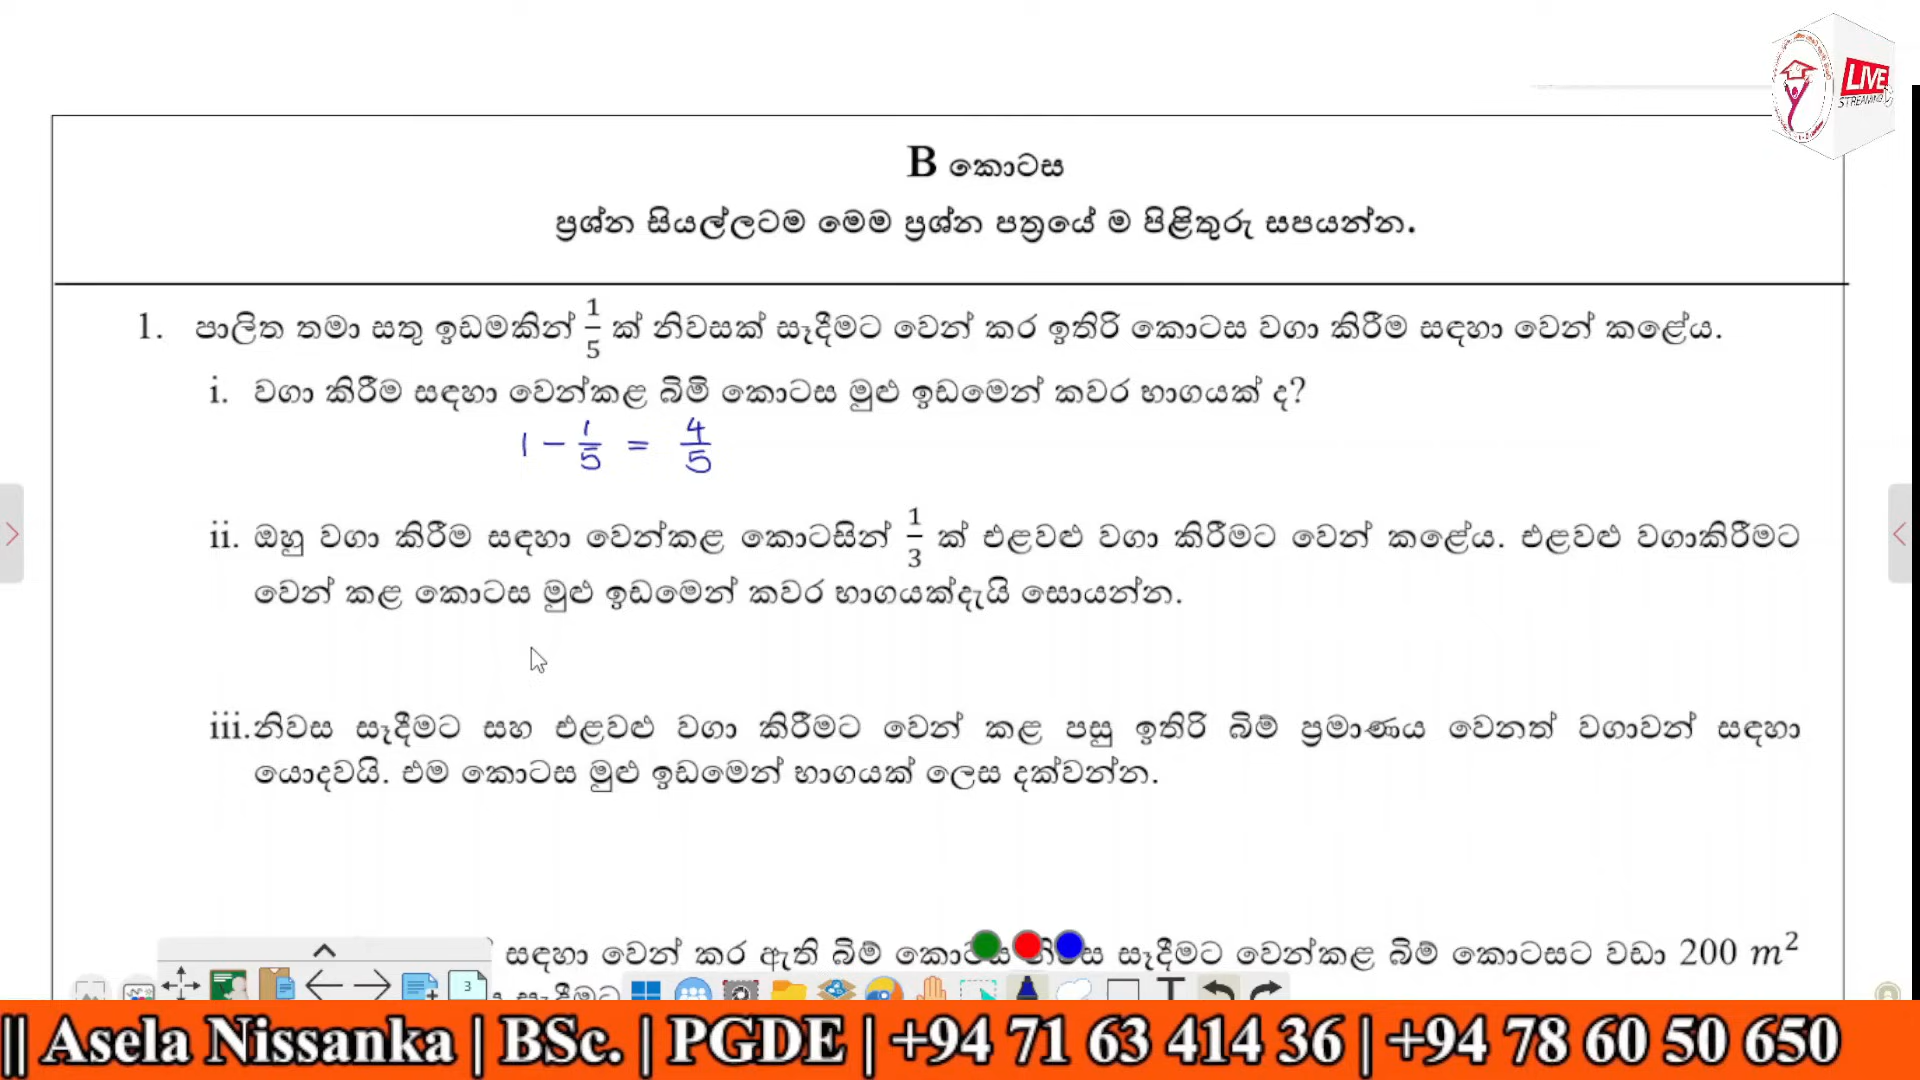 LIVE
STREAMING
B කොටස
ප්‍රශ්න සියල්ලටම මෙම ප්‍රශ්න පත්‍රයේ ම පිළිතුරු සපයන්න.
1. පාලිත තමා සතු ඉඩමකින් 1/5 ක් නිවසක් සෑදීමට වෙන් කර ඉතිරි කොටස වගා කිරීම සඳහා වෙන් කළේය.
i. වගා කිරීම සඳහා වෙන්කළ බිම් කොටස මුළු ඉඩමෙන් කවර භාගයක් ද?
1 - 1/5 = 4/5
ii. ඔහු වගා කිරීම සඳහා වෙන්කළ කොටසින් 1/3 ක් එළවළු වගා කිරීමට වෙන් කළේය. එළවළු වගාකිරීමට
වෙන් කළ කොටස මුළු ඉඩමෙන් කවර භාගයක්දැයි සොයන්න.
iii. නිවස සෑදීමට සහ එළවළු වගා කිරීමට වෙන් කළ පසු ඉතිරි බිම් ප්‍රමාණය වෙනත් වගාවන් සඳහා
යොදවයි. එම කොටස මුළු ඉඩමෙන් භාගයක් ලෙස දක්වන්න.
සඳහා වෙන් කර ඇති බිම් සෑදීමට වෙන්කළ බිම් කොටසට වඩා 200 m²
3
|| Asela Nissanka | BSc. | PGDE | +94 71 63 414 36 | +94 78 60 50 650